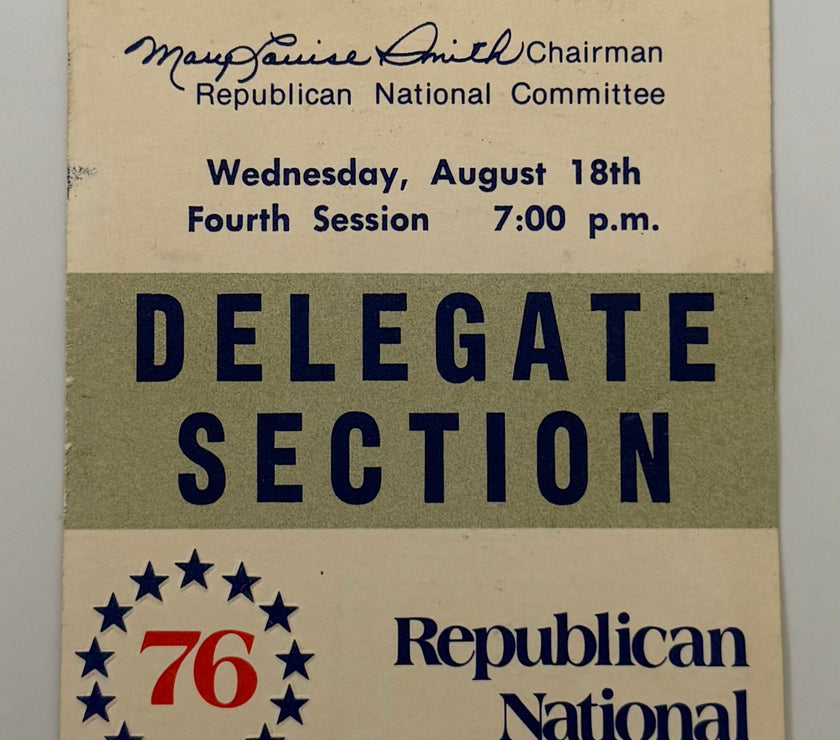 Mary Louise Smith Chairman
Republican National Committee
Wednesday, August 18th
Fourth Session 7:00 p.m.
DELEGATE
SECTION
76
Republican
National